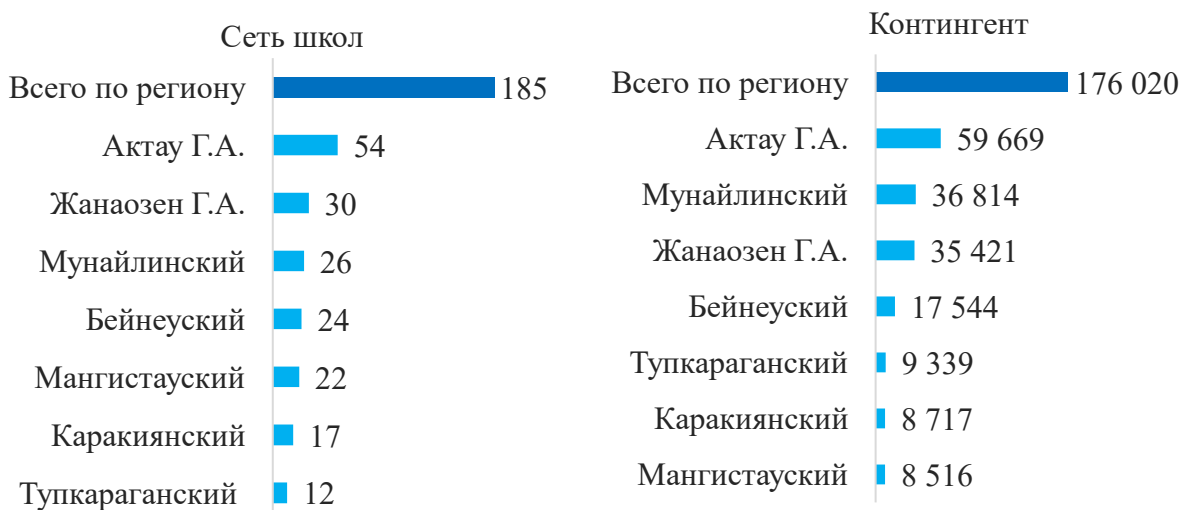 Сеть школ
Всего по региону 185
Актау Г.А. 54
Жанаозен Г.А. 30
Мунайлинский 26
Бейнеуский 24
Мангистауский 22
Каракиянский 17
Тупкараганский 12
Контингент
Всего по региону 176 020
Актау Г.А. 59 669
Мунайлинский 36 814
Жанаозен Г.А. 35 421
Бейнеуский 17 544
Тупкараганский 9 339
Каракиянский 8 717
Мангистауский 8 516